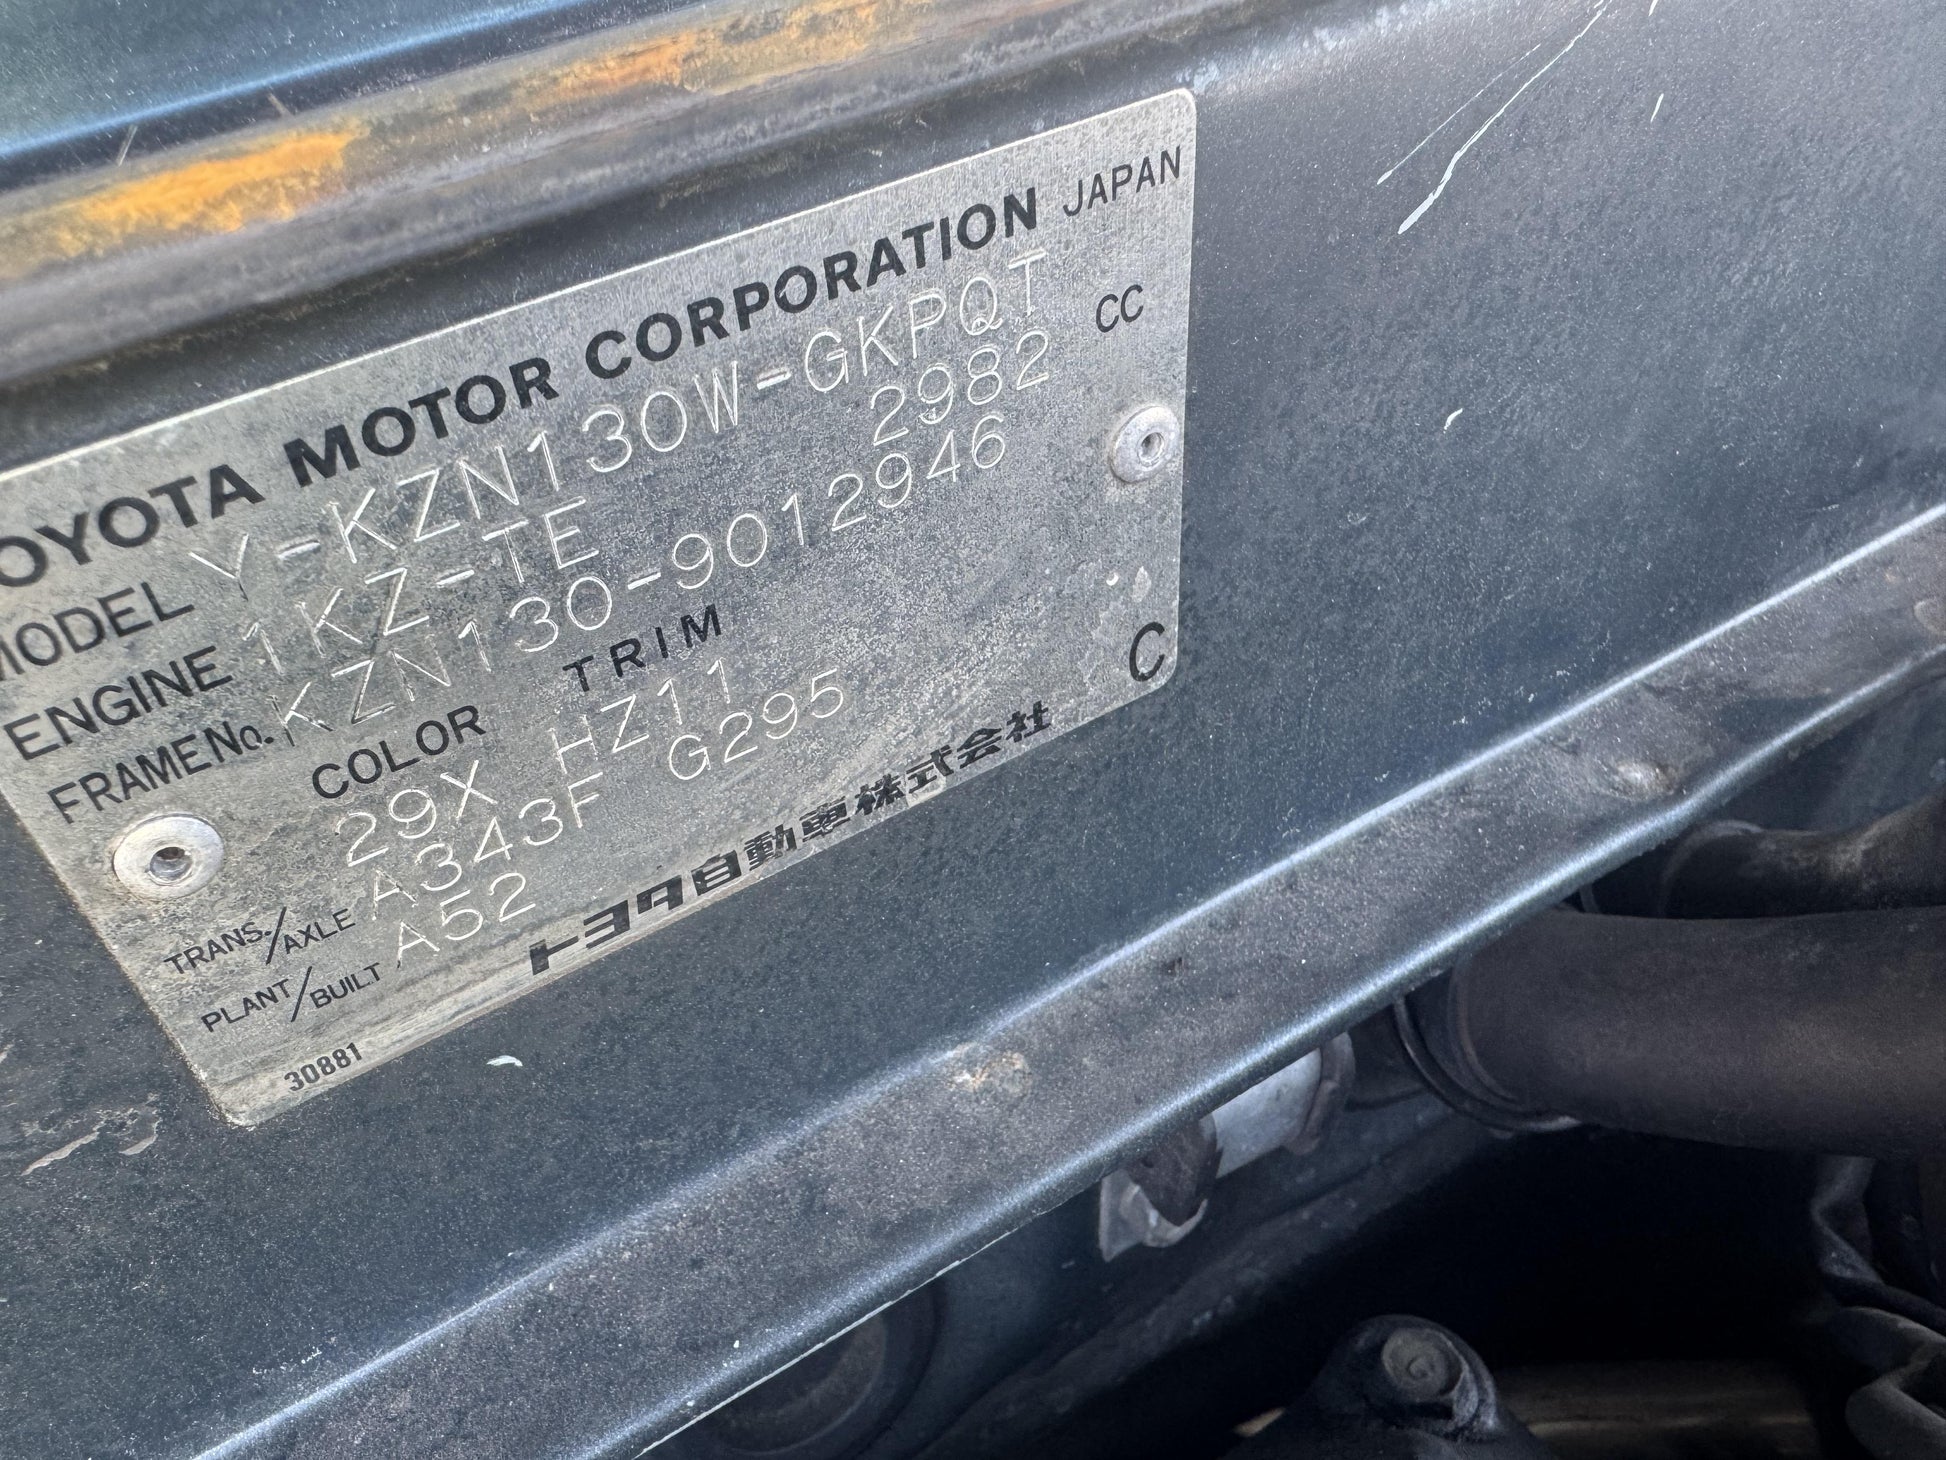 TOYOTA MOTOR CORPORATION JAPAN
MODEL Y-KZN130W-GKPQT
ENGINE 1KZ-TE 2982 CC
FRAME No. KZN130-9012946
COLOR TRIM
29X HZ11 C
TRANS./AXLE A343F G295
PLANT/BUILT A52
トヨタ自動車株式会社
30881